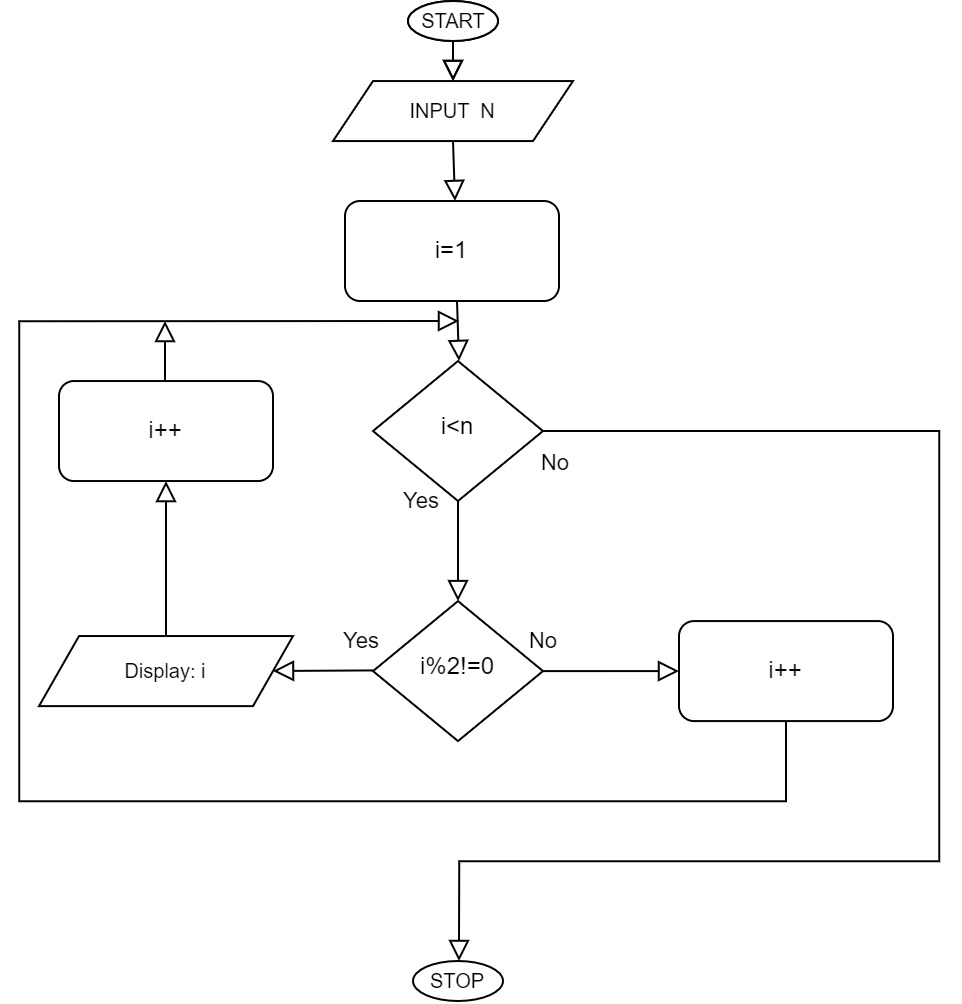 START
INPUT N
i=1
i++
i<n
No
Yes
Yes
No
Display: i
i%2!=0
i++
STOP